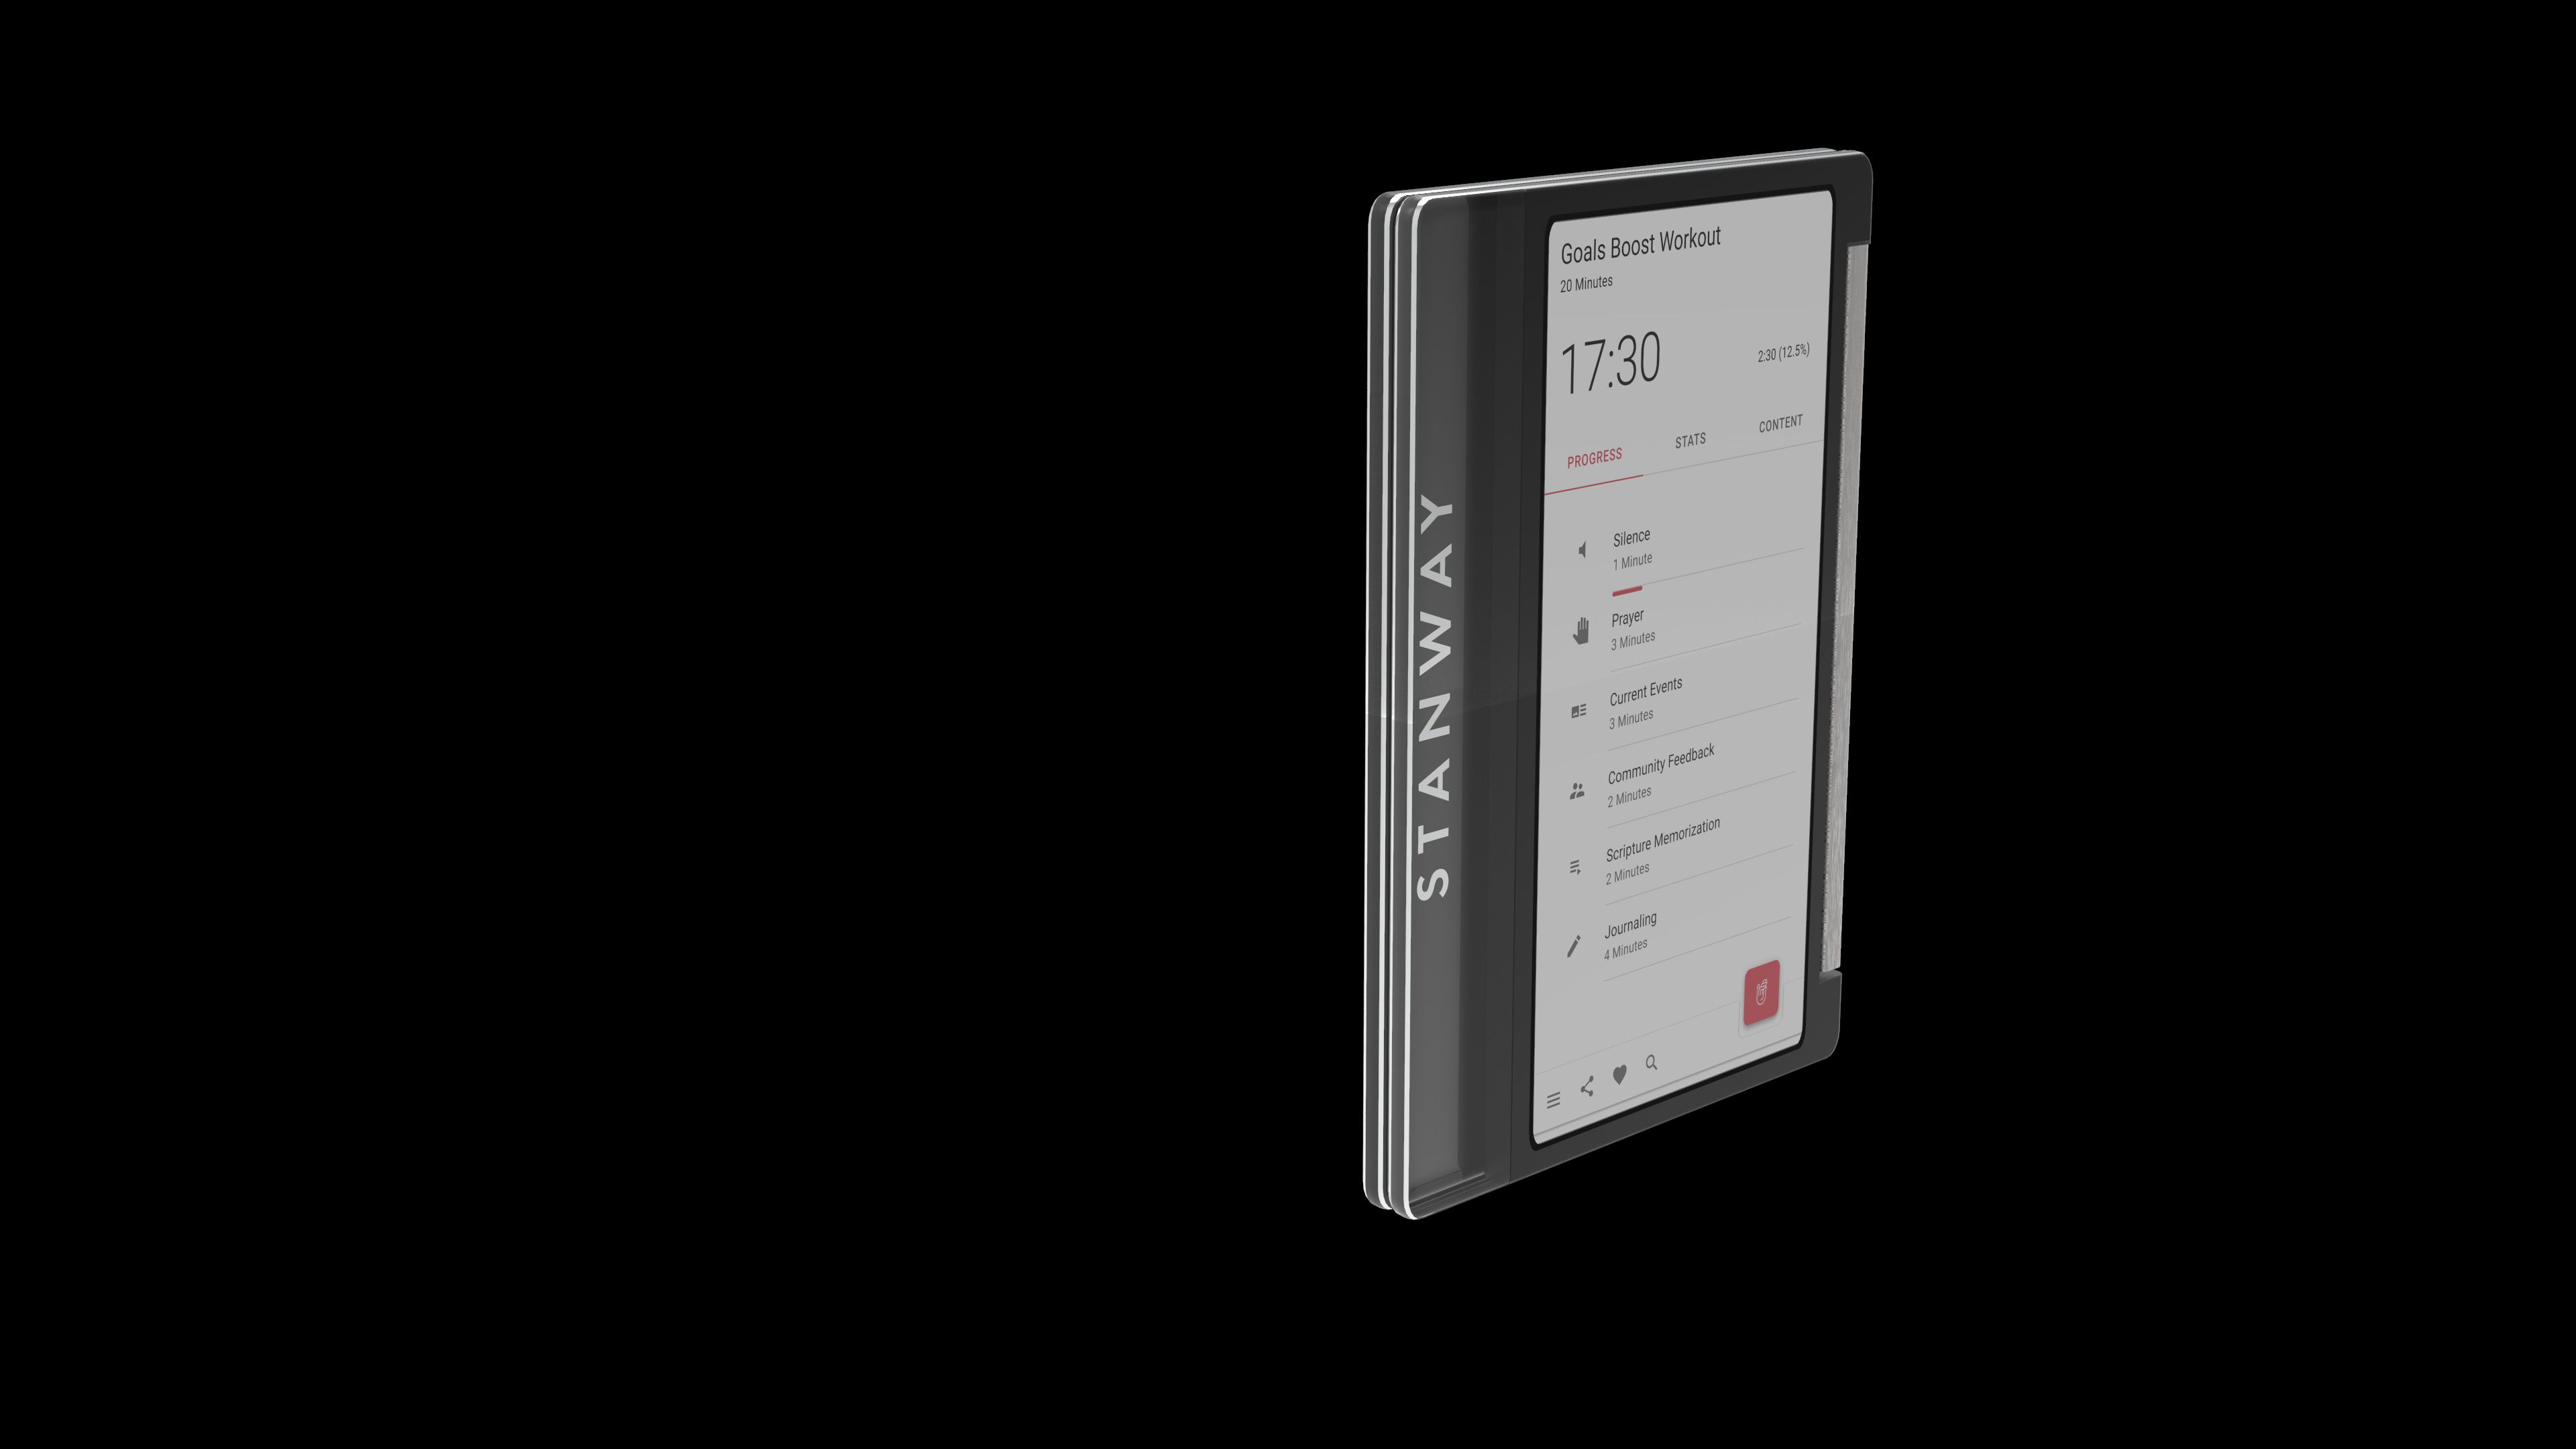 STANWAY
Goals Boost Workout
20 Minutes
17:30
2:30 (12.5%)
PROGRESS STATS CONTENT
Silence
1 Minute
Prayer
3 Minutes
Current Events
3 Minutes
Community Feedback
2 Minutes
Scripture Memorization
2 Minutes
Journaling
4 Minutes